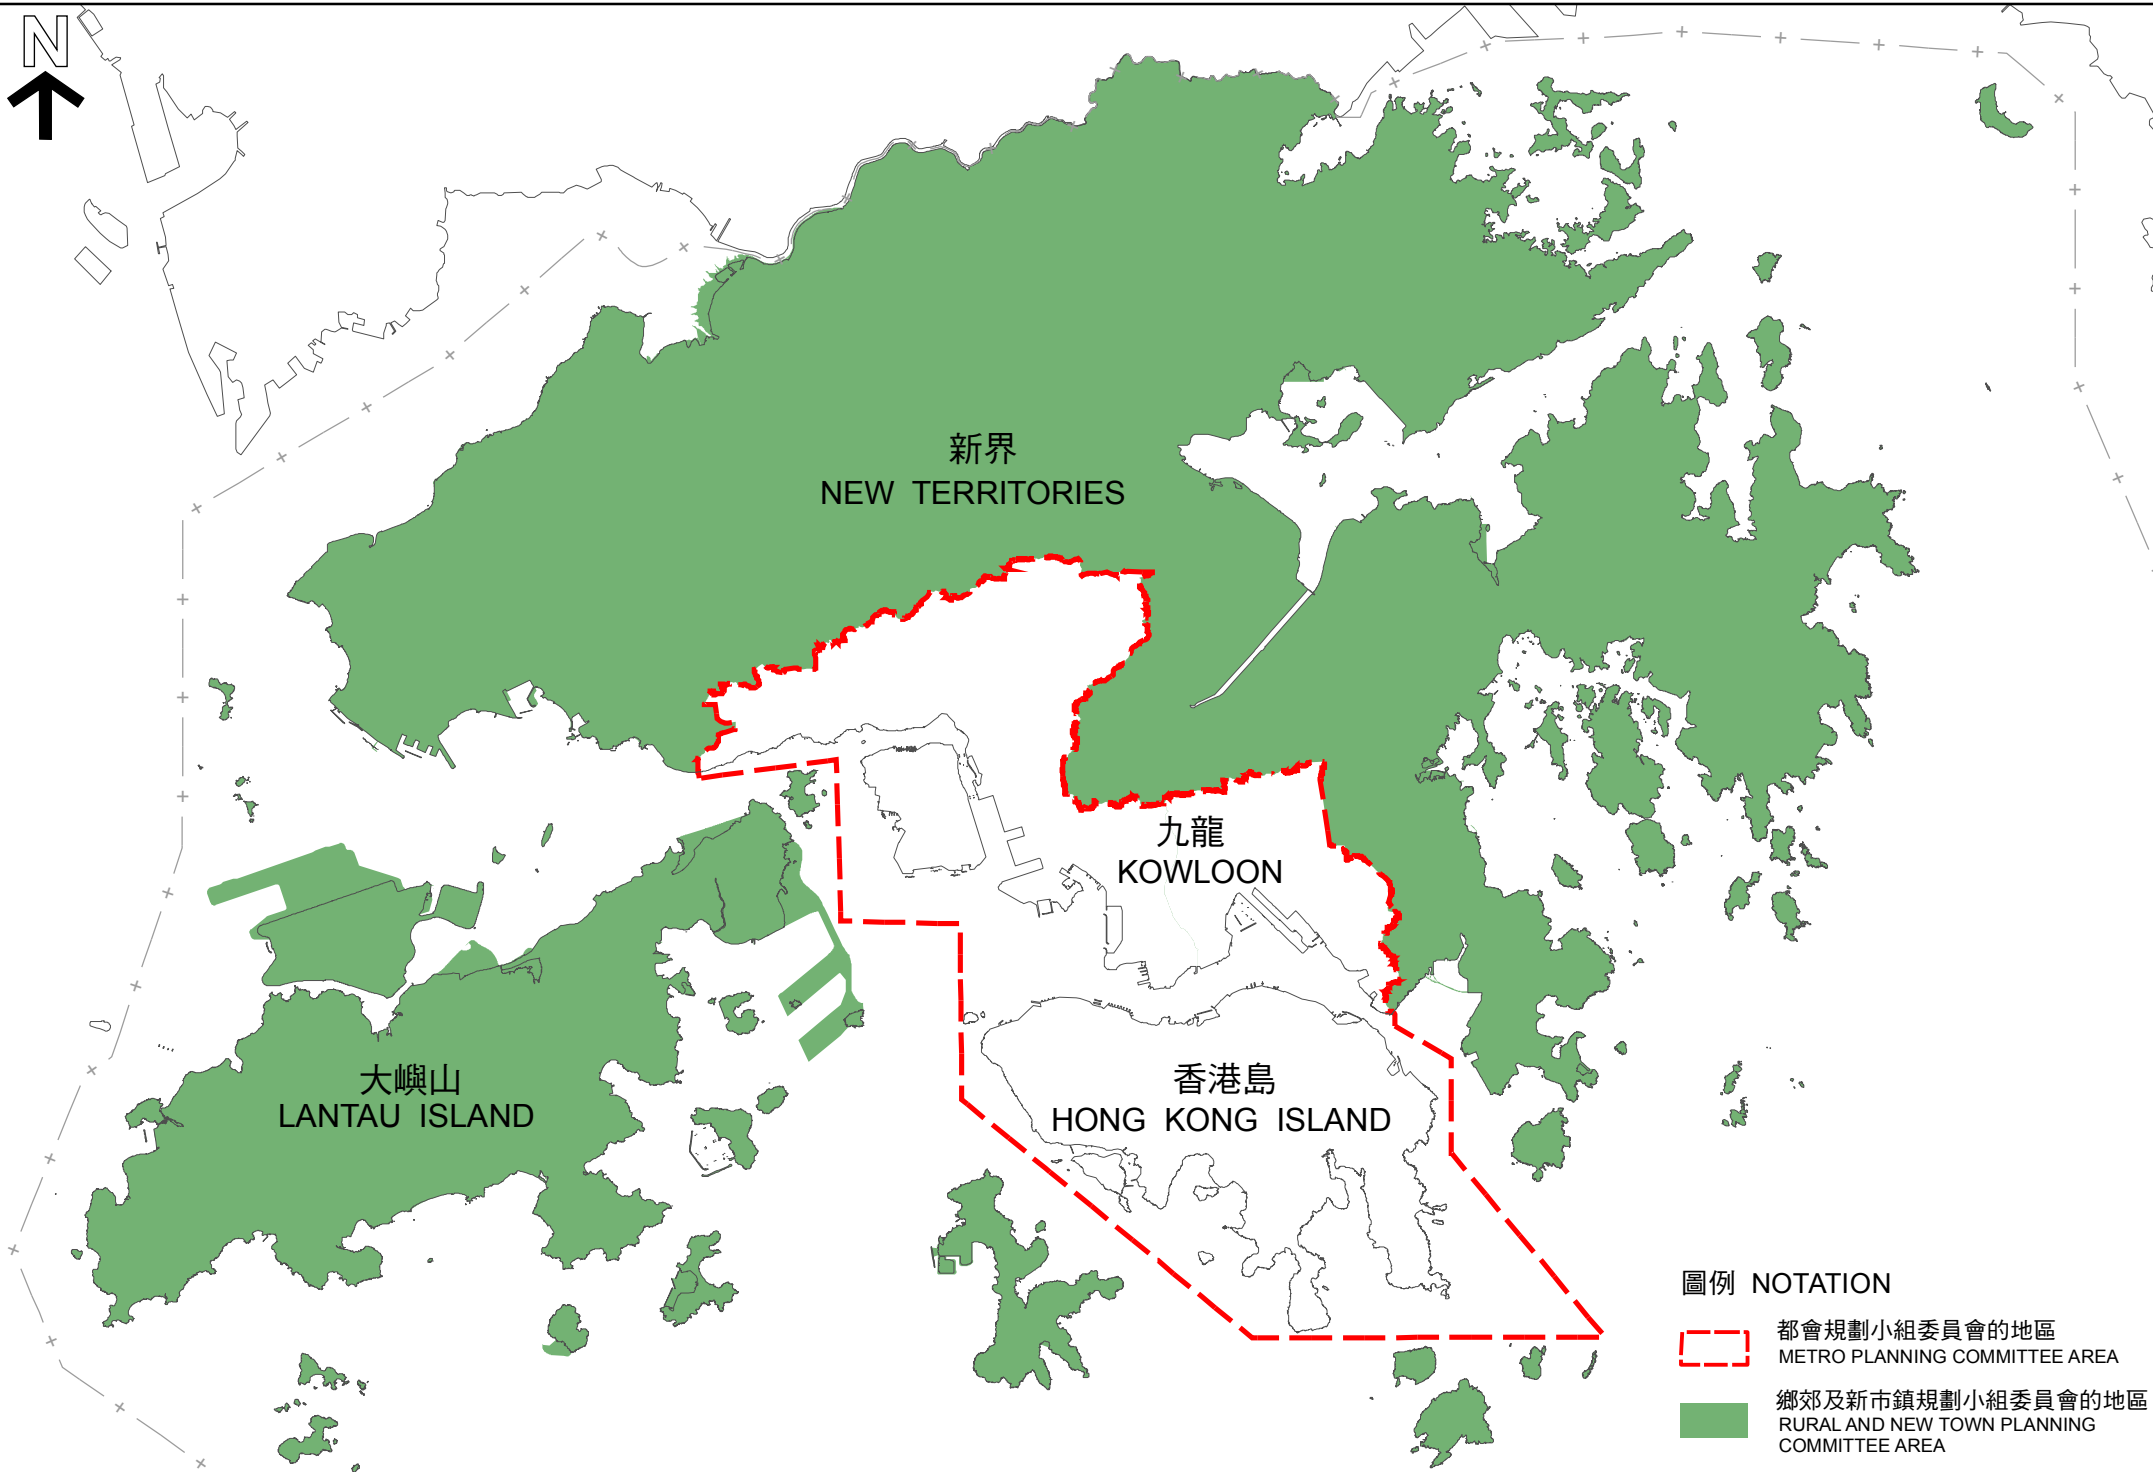 N
新界
NEW TERRITORIES
九龍
KOWLOON
大嶼山
LANTAU ISLAND
香港島
HONG KONG ISLAND
圖例 NOTATION
都會規劃小組委員會的地區
METRO PLANNING COMMITTEE AREA
鄉郊及新市鎮規劃小組委員會的地區
RURAL AND NEW TOWN PLANNING
COMMITTEE AREA